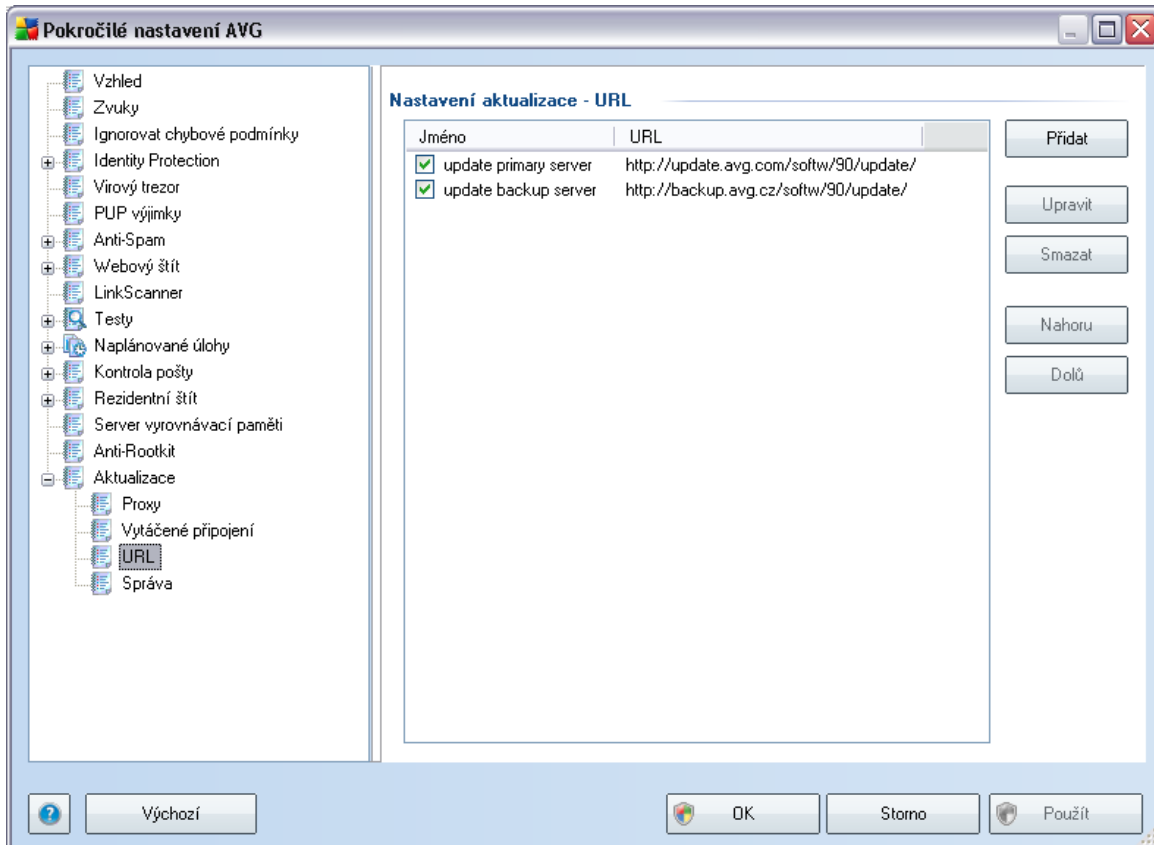 Pokročilé nastavení AVG
Vzhled
Zvuky
Ignorovat chybové podmínky
Identity Protection
Virový trezor
PUP výjimky
Anti-Spam
Webový štít
LinkScanner
Testy
Naplánované úlohy
Kontrola pošty
Rezidentní štít
Server vyrovnávací paměti
Anti-Rootkit
Aktualizace
Proxy
Vytáčené připojení
URL
Správa
Nastavení aktualizace - URL
Jméno URL
update primary server http://update.avg.com/softw/90/update/
update backup server http://backup.avg.cz/softw/90/update/
Přidat
Upravit
Smazat
Nahoru
Dolů
Výchozí
OK
Storno
Použít